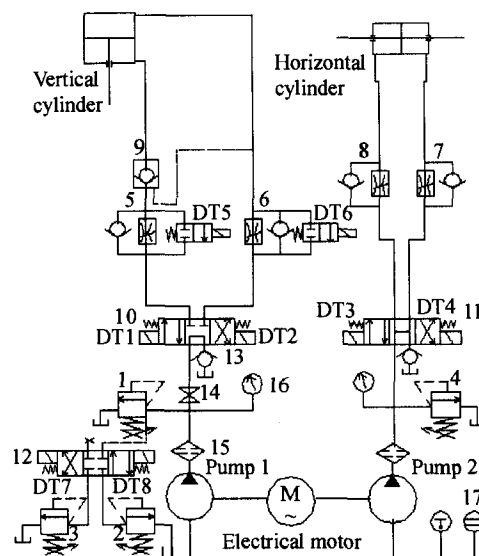 Vertical
cylinder
Horizontal
cylinder
9
8
7
5
6
DT5
DT6
10
DT1
DT2
13
DT3
DT4
11
1
14
16
4
15
12
Pump 1
Pump 2
DT7
DT8
M
~
17
3
2
Electrical motor